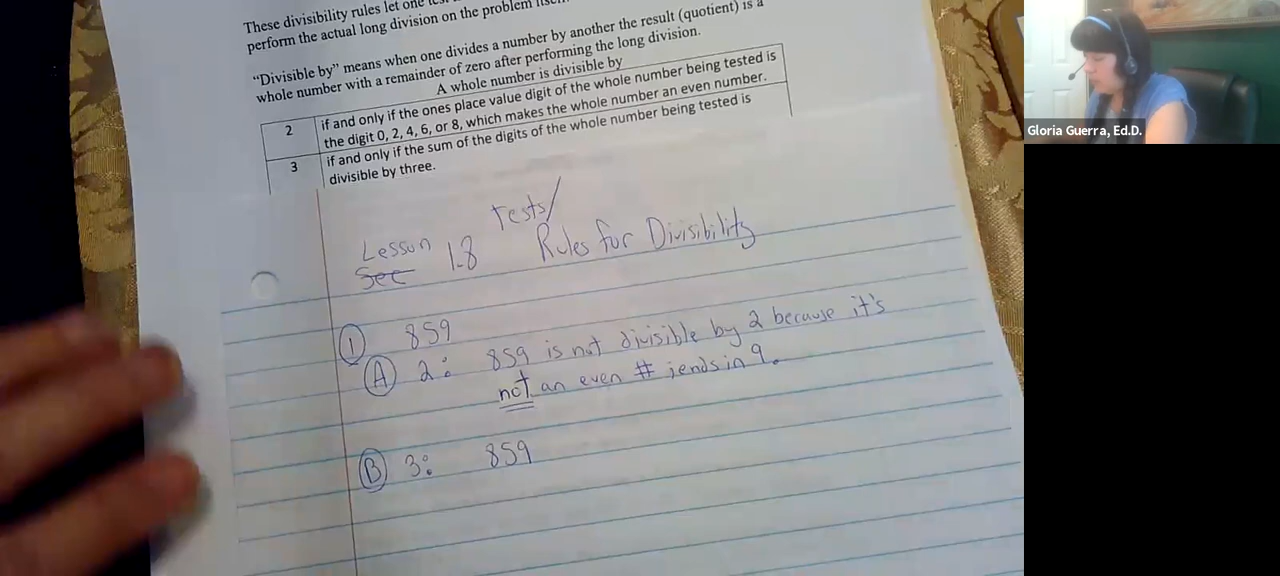 These divisibility rules let one
perform the actual long division on the problem itself.
“Divisible by” means when one divides a number by another the result (quotient) is a
whole number with a remainder of zero after performing the long division.
A whole number is divisible by
2 if and only if the ones place value digit of the whole number being tested is
the digit 0, 2, 4, 6, or 8, which makes the whole number an even number.
3 if and only if the sum of the digits of the whole number being tested is
divisible by three.
Tests/
Lesson
See 1.8 Rules for Divisibility
1 859
A 2: 859 is not divisible by 2 because it's
not an even # ; ends in 9.
B 3: 859
Gloria Guerra, Ed.D.